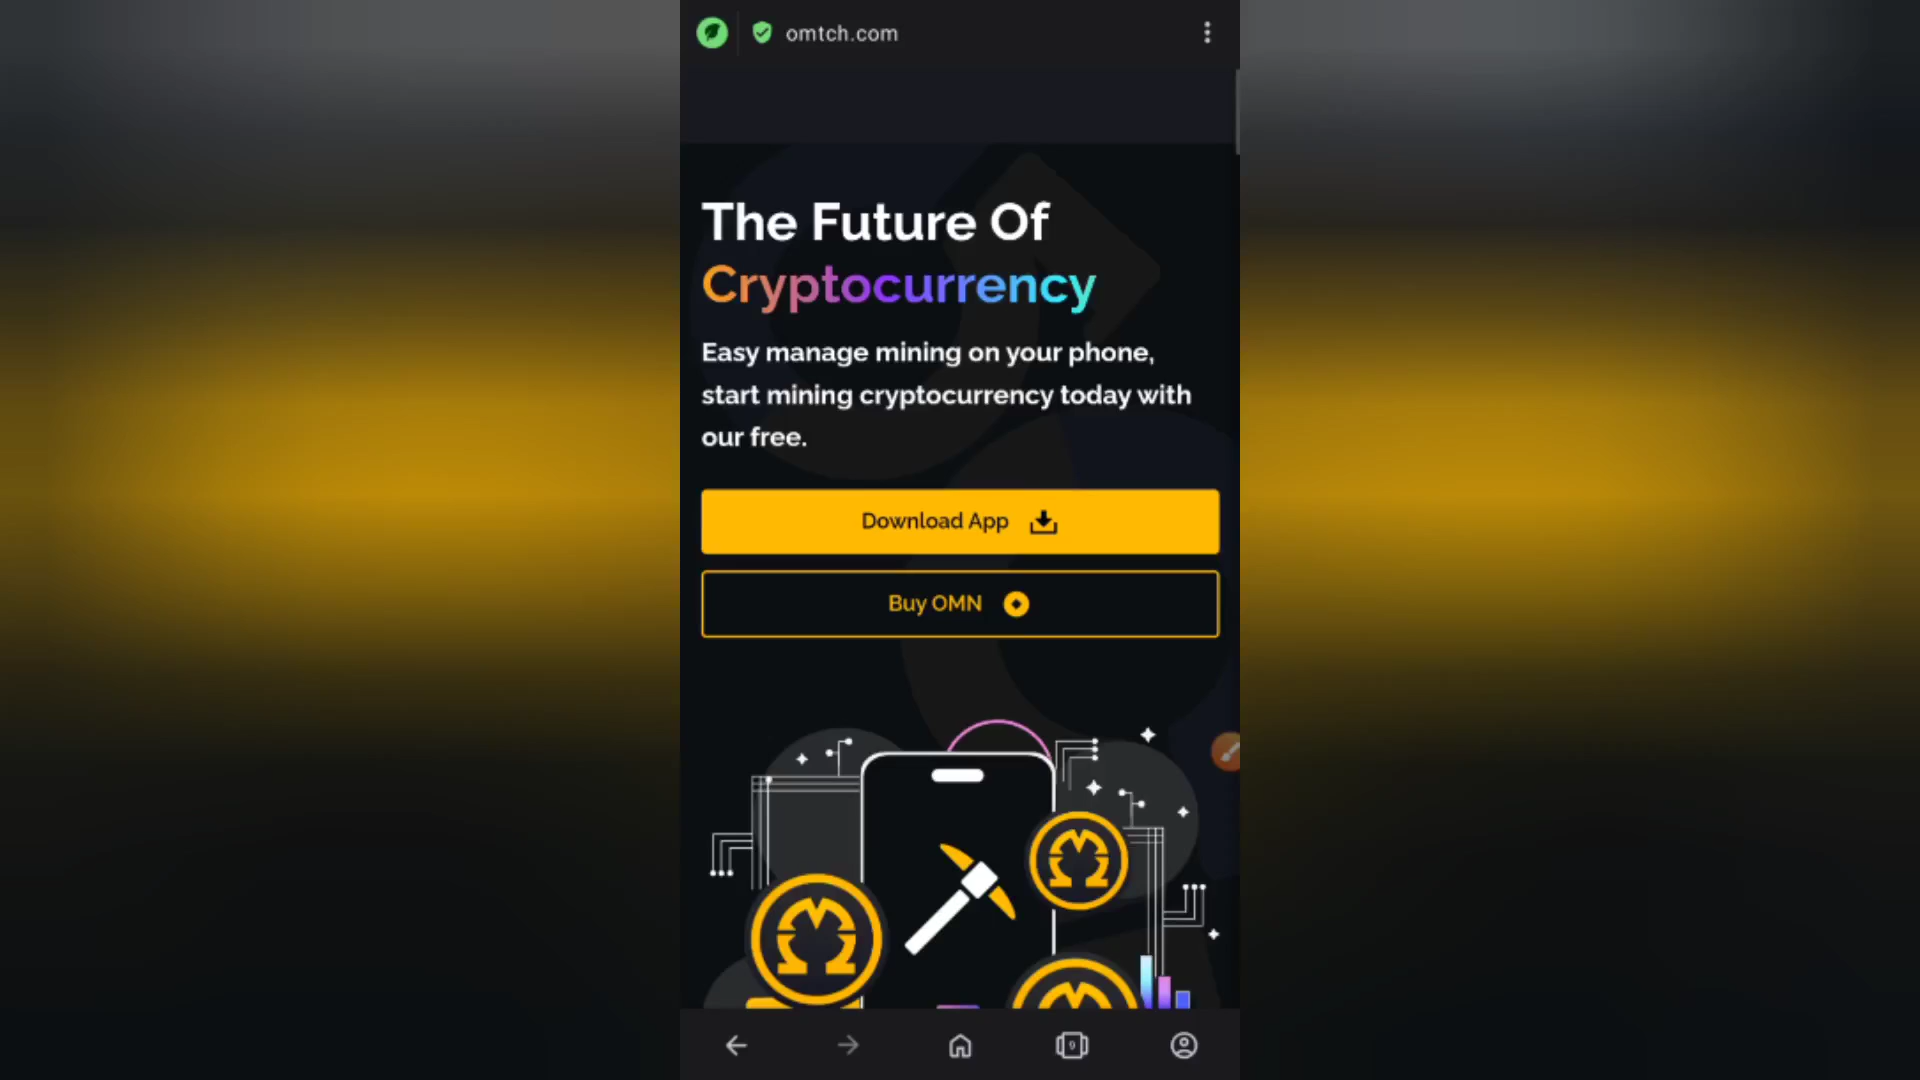 omtch.com
The Future Of
Cryptocurrency
Easy manage mining on your phone,
start mining cryptocurrency today with
our free.
Download App
Buy OMN
9